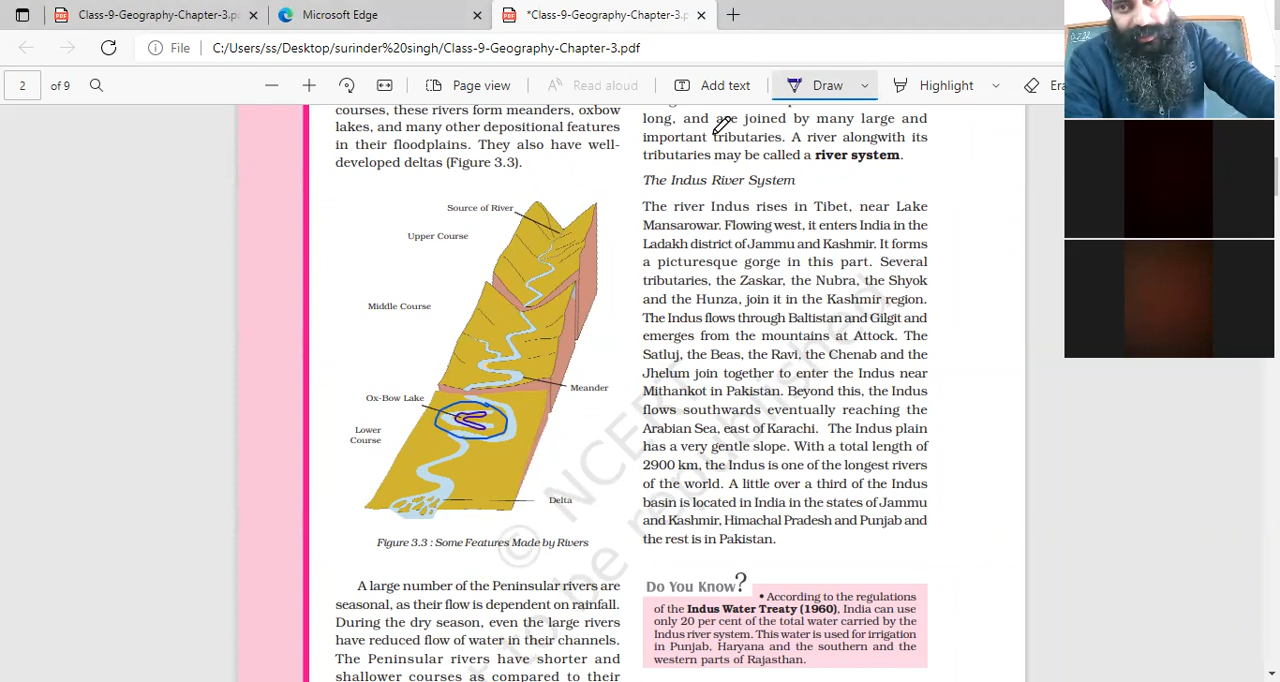 Class-9-Geography-Chapter-3.p
Microsoft Edge
*Class-9-Geography-Chapter-3.p
File
C:/Users/ss/Desktop/surinder%20singh/Class-9-Geography-Chapter-3.pdf
2
of 9
Page view
Read aloud
Add text
Draw
Highlight
Era
courses, these rivers form meanders, oxbow
lakes, and many other depositional features
in their floodplains. They also have well-
developed deltas (Figure 3.3).
Source of River
Upper Course
Middle Course
Meander
Ox-Bow Lake
Lower
Course
Delta
Figure 3.3 : Some Features Made by Rivers
A large number of the Peninsular rivers are
seasonal, as their flow is dependent on rainfall.
During the dry season, even the large rivers
have reduced flow of water in their channels.
The Peninsular rivers have shorter and
shallower courses as compared to their
long, and are joined by many large and
important tributaries. A river alongwith its
tributaries may be called a river system.
The Indus River System
The river Indus rises in Tibet, near Lake
Mansarowar. Flowing west, it enters India in the
Ladakh district of Jammu and Kashmir. It forms
a picturesque gorge in this part. Several
tributaries, the Zaskar, the Nubra, the Shyok
and the Hunza, join it in the Kashmir region.
The Indus flows through Baltistan and Gilgit and
emerges from the mountains at Attock. The
Satluj, the Beas, the Ravi, the Chenab and the
Jhelum join together to enter the Indus near
Mithankot in Pakistan. Beyond this, the Indus
flows southwards eventually reaching the
Arabian Sea, east of Karachi. The Indus plain
has a very gentle slope. With a total length of
2900 km, the Indus is one of the longest rivers
of the world. A little over a third of the Indus
basin is located in India in the states of Jammu
and Kashmir, Himachal Pradesh and Punjab and
the rest is in Pakistan.
Do You Know?
• According to the regulations
of the Indus Water Treaty (1960), India can use
only 20 per cent of the total water carried by the
Indus river system. This water is used for irrigation
in Punjab, Haryana and the southern and the
western parts of Rajasthan.
© NCERT
to be republished